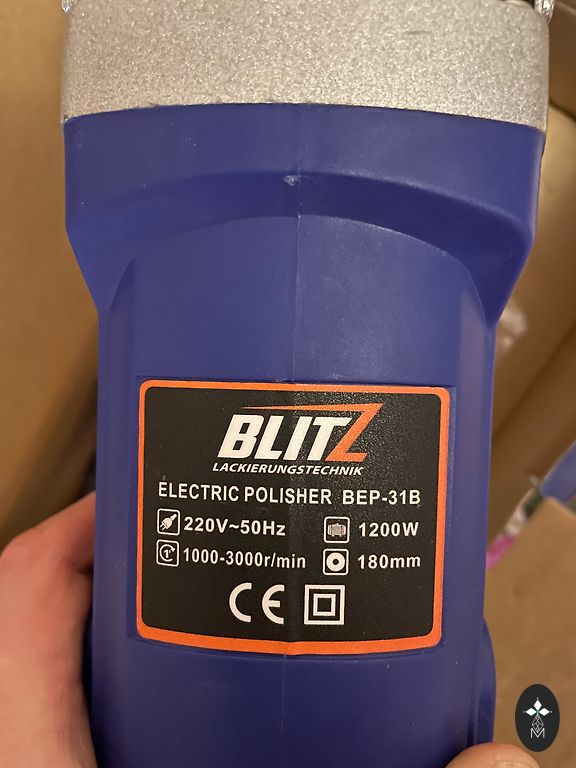 BLITZ
LACKIERUNGSTECHNIK
ELECTRIC POLISHER BEP-31B
220V~50Hz 1200W
1000-3000r/min 180mm
CE
M